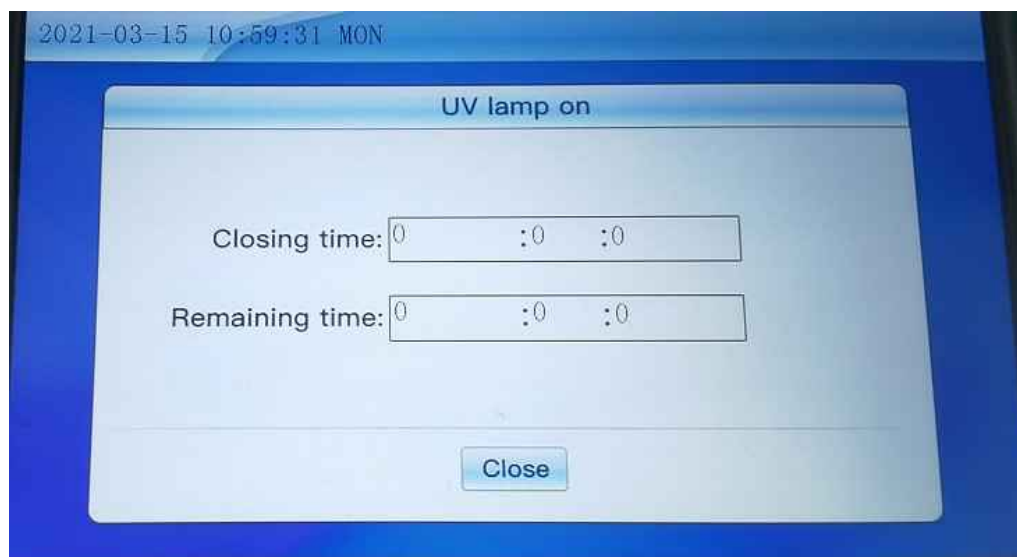 2021-03-15 10:59:31 MON
UV lamp on
Closing time: 0 :0 :0
Remaining time: 0 :0 :0
Close